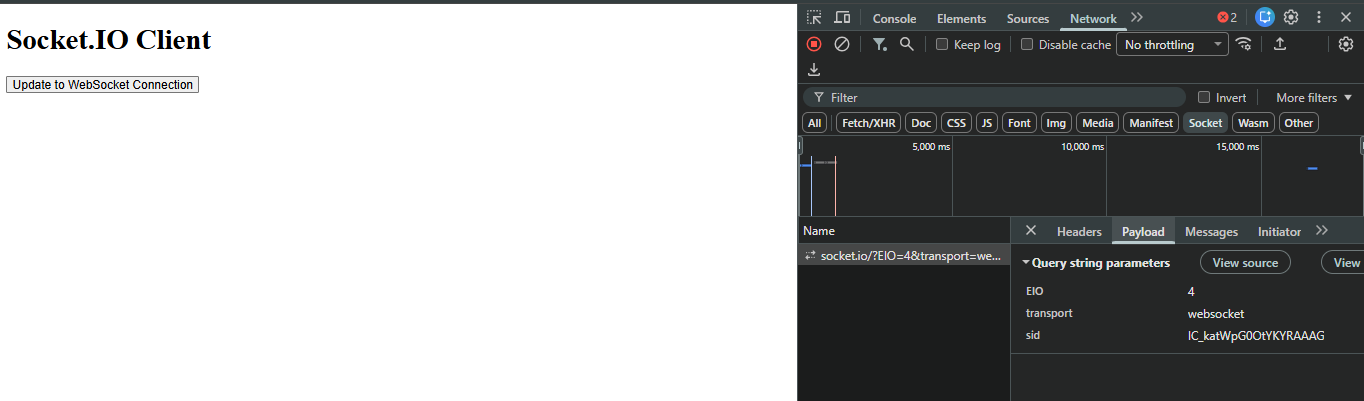 Socket.IO Client
Update to WebSocket Connection
Console Elements Sources Network 2
Keep log Disable cache No throttling
Filter Invert More filters
All Fetch/XHR Doc CSS JS Font Img Media Manifest Socket Wasm Other
5,000 ms 10,000 ms 15,000 ms
Name Headers Payload Messages Initiator
socket.io/?EIO=4&transport=we...
Query string parameters View source View
EIO 4
transport websocket
sid IC_katWpG0OtYKYRAAAG